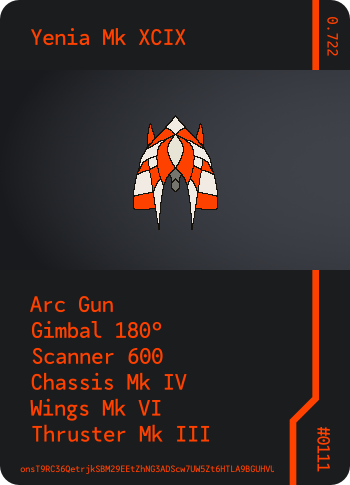 Yenia Mk XCIX
0.722
Arc Gun
Gimbal 180°
Scanner 600
Chassis Mk IV
Wings Mk VI
Thruster Mk III
#0111
onsT9RC36QetrjkSBM29EEtZhNG3ADScw7UW5Zt6HTLA9BGUHVL